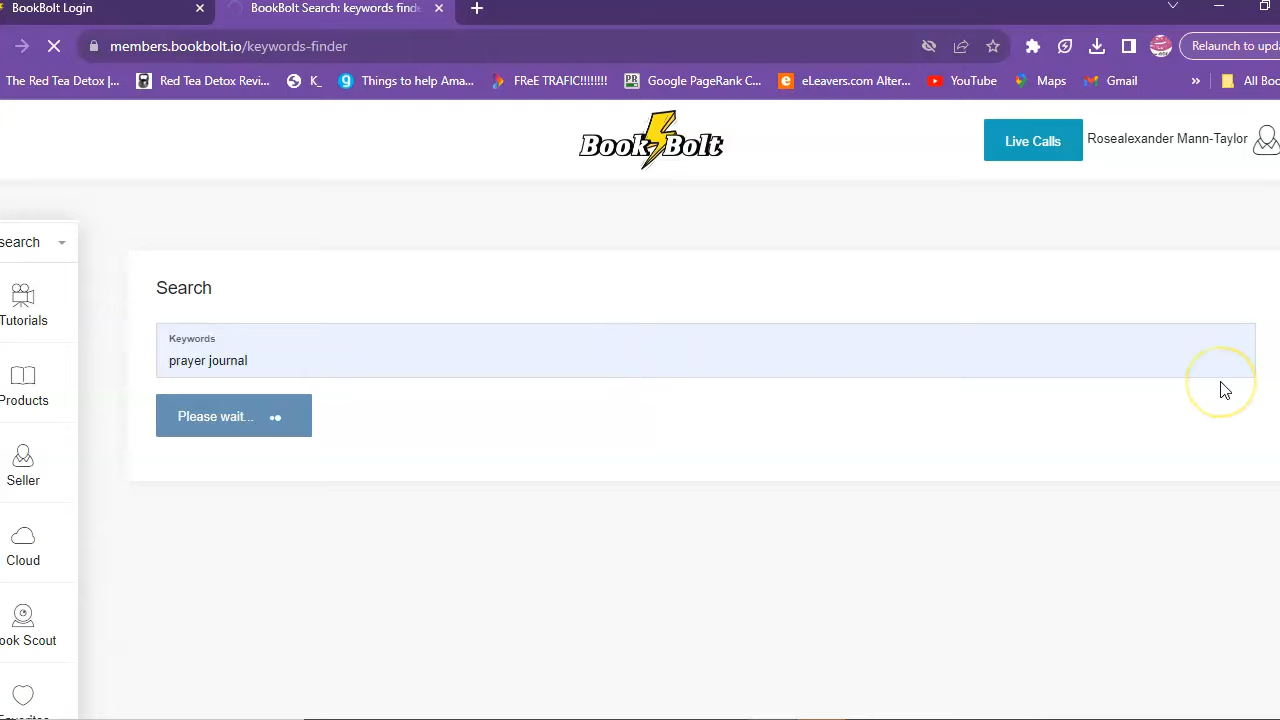 BookBolt Login
BookBolt Search: keywords finde
members.bookbolt.io/keywords-finder
Relaunch to upda
The Red Tea Detox |...
Red Tea Detox Revi...
K_
Things to help Ama...
FReE TRAFIC!!!!!!!!
Google PageRank C...
eLeavers.com Alter...
YouTube
Maps
Gmail
»
All Boo
Book Bolt
Live Calls
Rosealexander Mann-Taylor
search
Search
Keywords
prayer journal
Please wait...
Tutorials
Products
Seller
Cloud
ook Scout